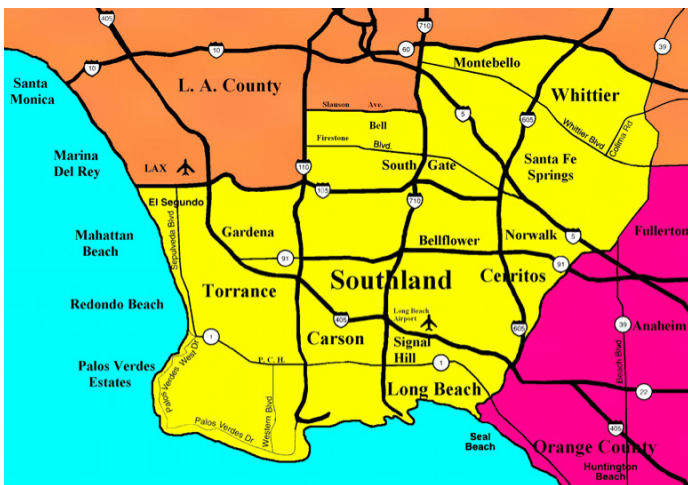 405
10
710
60
39
Montebello
10
Santa
Monica
L. A. County
Whittier
Slauson Ave.
5
605
Bell
Whittier Blvd
Colima Rd
Firestone Blvd.
Marina
Del Rey
LAX
110
South Gate
Santa Fe
Springs
105
710
El Segundo
Sepulveda Blvd
Gardena
Mahattan
Beach
Bellflower
Norwalk
5
Fullerton
91
91
Southland
Cerritos
Torrance
Redondo Beach
Long Beach
Airport
405
605
39
Anaheim
1
Carson
Signal
Hill
Beach Blvd
Palos Verdes
Estates
Palos Verdes West Dr
P. C. H.
1
Long Beach
22
Western Blvd
Palos Verdes Dr
405
Seal
Beach
Orange County
Huntington
Beach